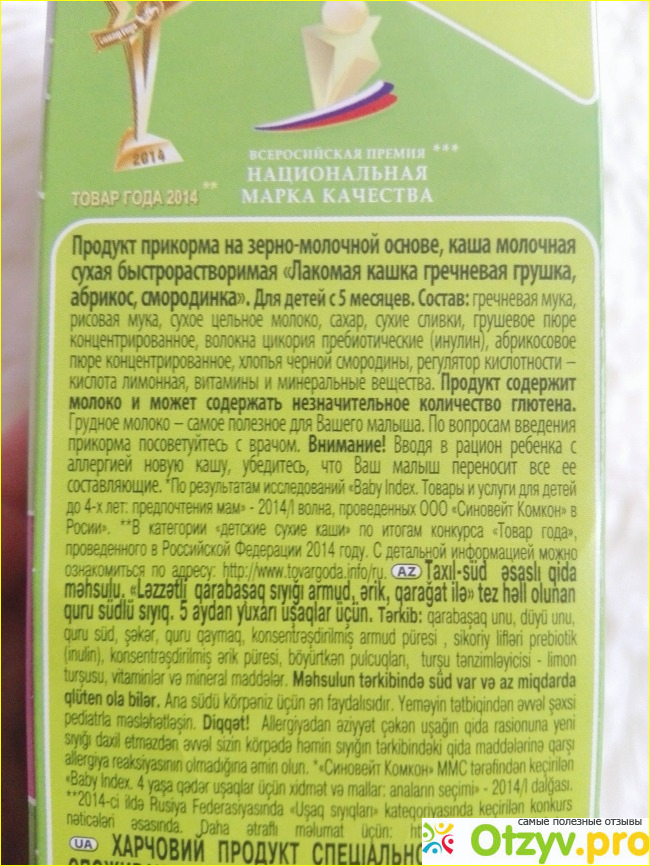 2014
ТОВАР ГОДА 2014**
ВСЕРОССИЙСКАЯ ПРЕМИЯ ***
НАЦИОНАЛЬНАЯ
МАРКА КАЧЕСТВА
Продукт прикорма на зерно-молочной основе, каша молочная
сухая быстрорастворимая «Лакомая кашка гречневая грушка,
абрикос, смородинка». Для детей с 5 месяцев. Состав: гречневая мука,
рисовая мука, сухое цельное молоко, сахар, сухие сливки, грушевое пюре
концентрированное, волокна цикория пребиотические (инулин), абрикосовое
пюре концентрированное, хлопья черной смородины, регулятор кислотности –
кислота лимонная, витамины и минеральные вещества. Продукт содержит
молоко и может содержать незначительное количество глютена.
Грудное молоко – самое полезное для Вашего малыша. По вопросам введения
прикорма посоветуйтесь с врачом. Внимание! Вводя в рацион ребенка с
аллергией новую кашу, убедитесь, что Ваш малыш переносит все ее
составляющие. *По результатам исследований «Baby Index. Товары и услуги для детей
до 4-х лет: предпочтения мам» - 2014/I волна, проведенных ООО «Синовейт Комкон» в
Росии». **В категории «детские сухие каши» по итогам конкурса «Товар года»,
проведенного в Российской Федерации 2014 году. С детальной информацией можно
ознакомиться по адресу: http://www.tovargoda.info/ru. AZ Taxıl-süd əsaslı qida
məhsulu. «Ləzzətli qarabaşaq sıyığı armud, ərik, qarağat ilə» tez həll olunan
quru südlü sıyıq. 5 aydan yuxarı uşaqlar üçün. Tərkib: qarabaşaq unu, düyü unu,
quru süd, şəkər, quru qaymaq, konsentrəşdirilmiş armud püresi , sikoriy lifləri prebiotik
(inulin), konsentrəşdirilmiş ərik püresi, böyürtkən pulcuqları, turşu tənzimləyicisi - limon
turşusu, vitaminlər və mineral maddələr. Məhsulun tərkibində süd var və az miqdarda
qlüten ola bilər. Ana südü körpəniz üçün ən faydalısıdır. Yeməyin tətbiqindən əvvəl şəxsi
pediatrla məsləhətləşin. Diqqət! Allergiyadan əziyyət çəkən uşağın qida rasionuna yeni
sıyığı daxil etməzdən əvvəl sizin körpədə həmin sıyığın tərkibindəki qida maddələrinə qarşı
allergiya reaksiyasının olmadığına əmin olun. *«Синовейт Комкон» MMC tərəfindən keçirilən
«Baby Index. 4 yaşa qədər uşaqlar üçün xidmət və mallar: anaların seçimi» - 2014/I dalğası.
**2014-ci ildə Rusiya Federasiyasında «Uşaq sıyıqları» kateqoriyasında keçirilən konkurs
nəticələri əsasında. Daha ətraflı məlumat üçün: ht
UA ХАРЧОВИЙ ПРОДУКТ СПЕЦІАЛЬНО
самые полезные отзывы
Otzyv.pro